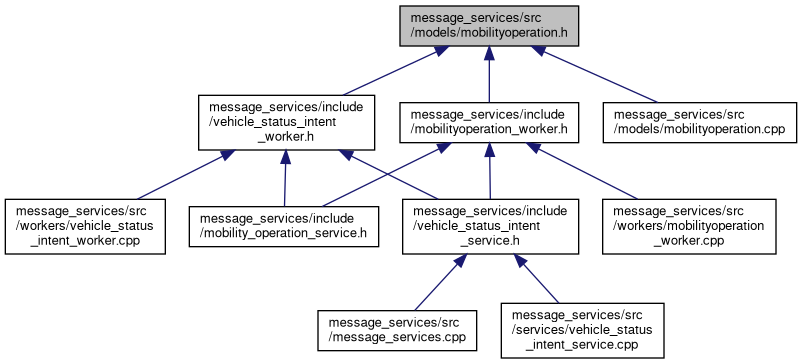 message_services/src
/models/mobilityoperation.h
message_services/include
/vehicle_status_intent
_worker.h
message_services/include
/mobilityoperation_worker.h
message_services/src
/models/mobilityoperation.cpp
message_services/src
/workers/vehicle_status
_intent_worker.cpp
message_services/include
/mobility_operation_service.h
message_services/include
/vehicle_status_intent
_service.h
message_services/src
/workers/mobilityoperation
_worker.cpp
message_services/src
/message_services.cpp
message_services/src
/services/vehicle_status
_intent_service.cpp